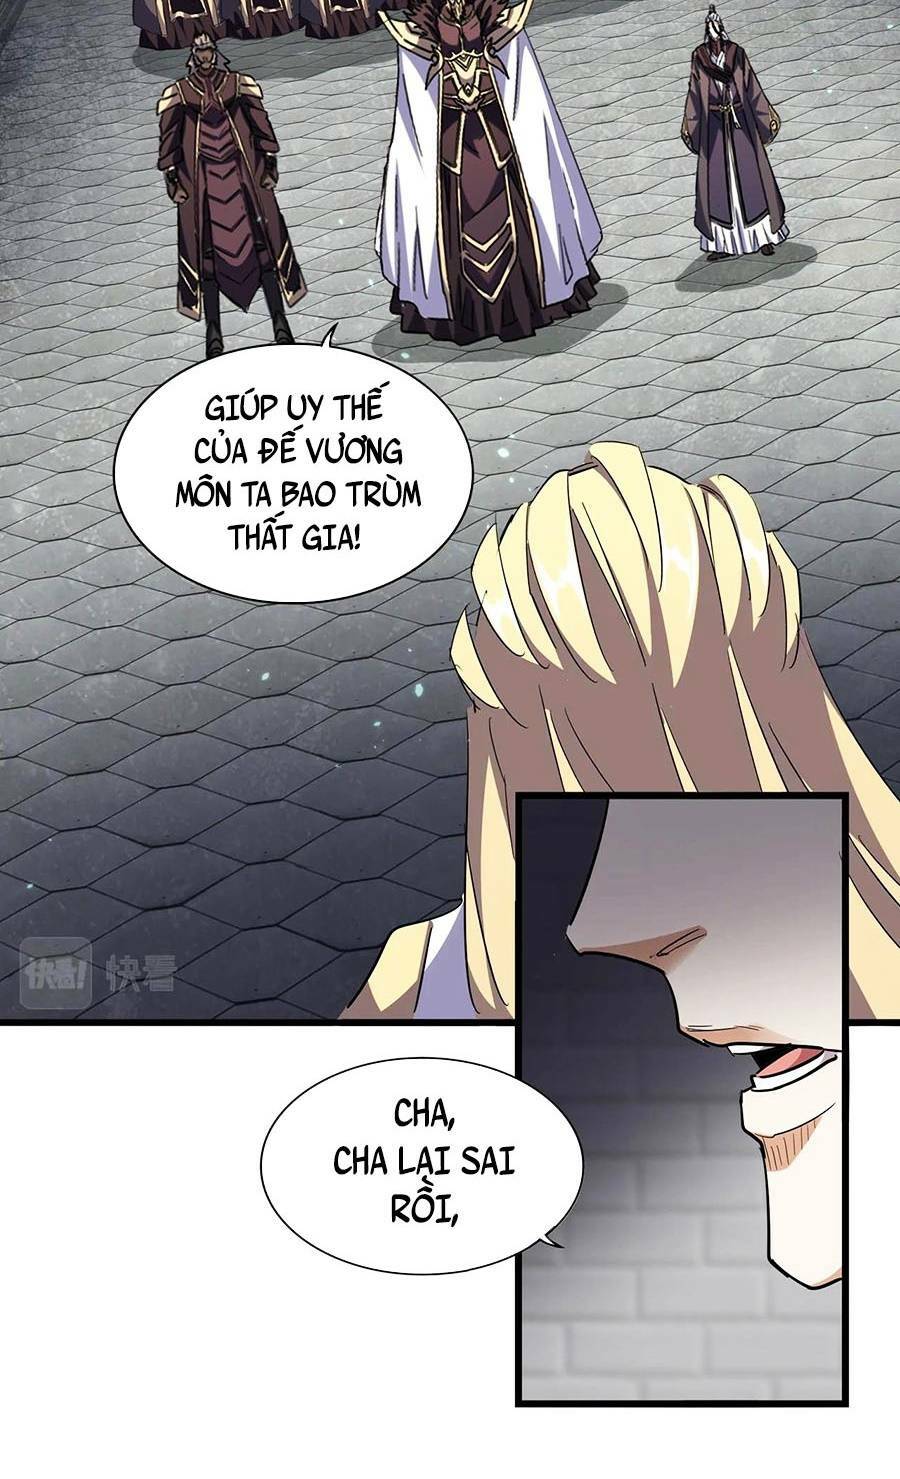 GIÚP UY THẾ
CỦA ĐẾ VƯƠNG
MÔN TA BAO TRÙM
THẤT GIA!
快看! 快看
CHA,
CHA LẠI SAI
RỒI,